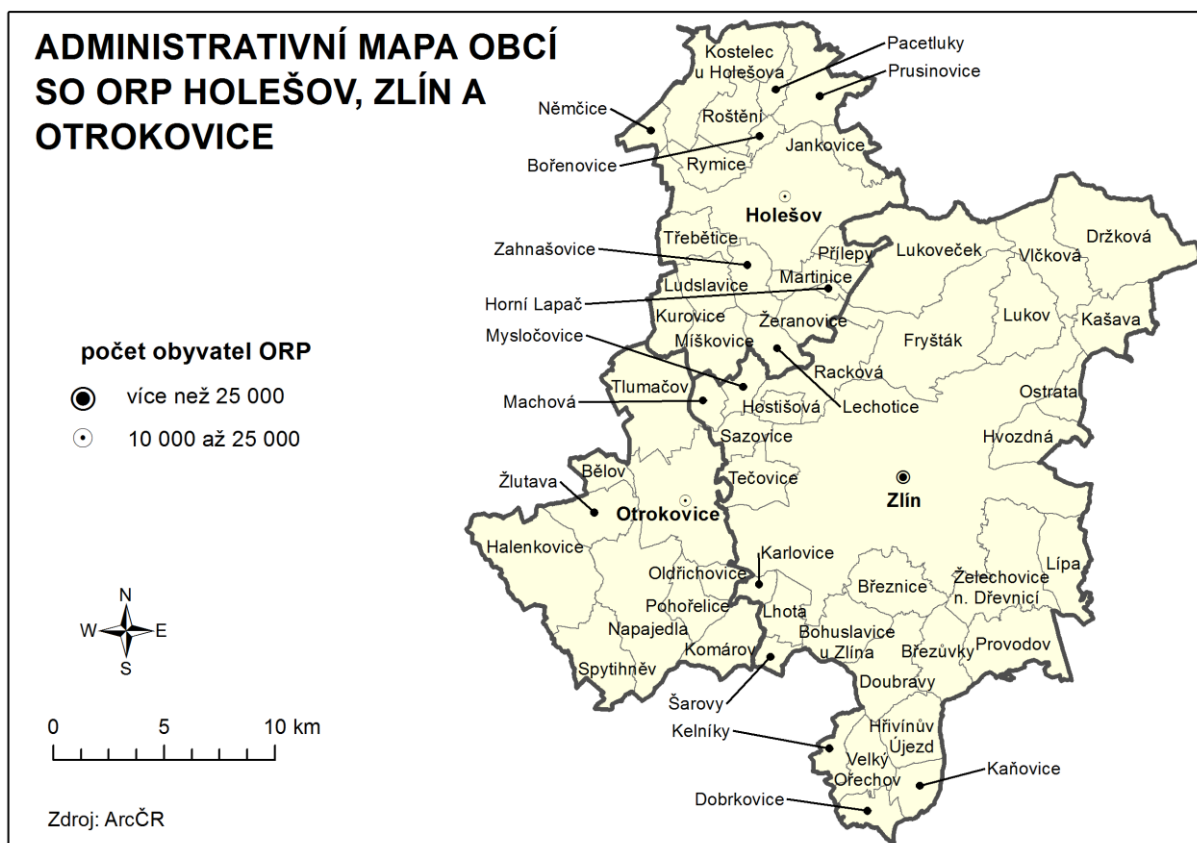 ADMINISTRATIVNÍ MAPA OBCÍ
SO ORP HOLEŠOV, ZLÍN A
OTROKOVICE
Kostelec
u Holešova
Pacetluky
Prusinovice
Němčice
Roštění
Bořenovice
Jankovice
Rymice
Holešov
Třebětice
Zahnašovice
Přílepy
Lukoveček
Vlčková
Držková
Ludslavice
Martinice
Horní Lapač
Kurovice
Žeranovice
Lukov
Kašava
Mysločovice
Míškovice
Fryšták
počet obyvatel ORP
více než 25 000
10 000 až 25 000
Tlumačov
Racková
Machová
Hostišová
Lechotice
Ostrata
Sazovice
Hvozdná
Bělov
Tečovice
Žlutava
Zlín
Otrokovice
Halenkovice
Karlovice
Oldřichovice
Březnice
Želechovice
n. Dřevnicí
Lípa
Pohořelice
Lhota
Napajedla
Bohuslavice
u Zlína
Březůvky
Provodov
Komárov
Spytihněv
Doubravy
Šarovy
Kelníky
Hřivínův
Újezd
Velký
Ořechov
Kaňovice
Dobrkovice
N
W
E
S
0
5
10 km
Zdroj: ArcČR